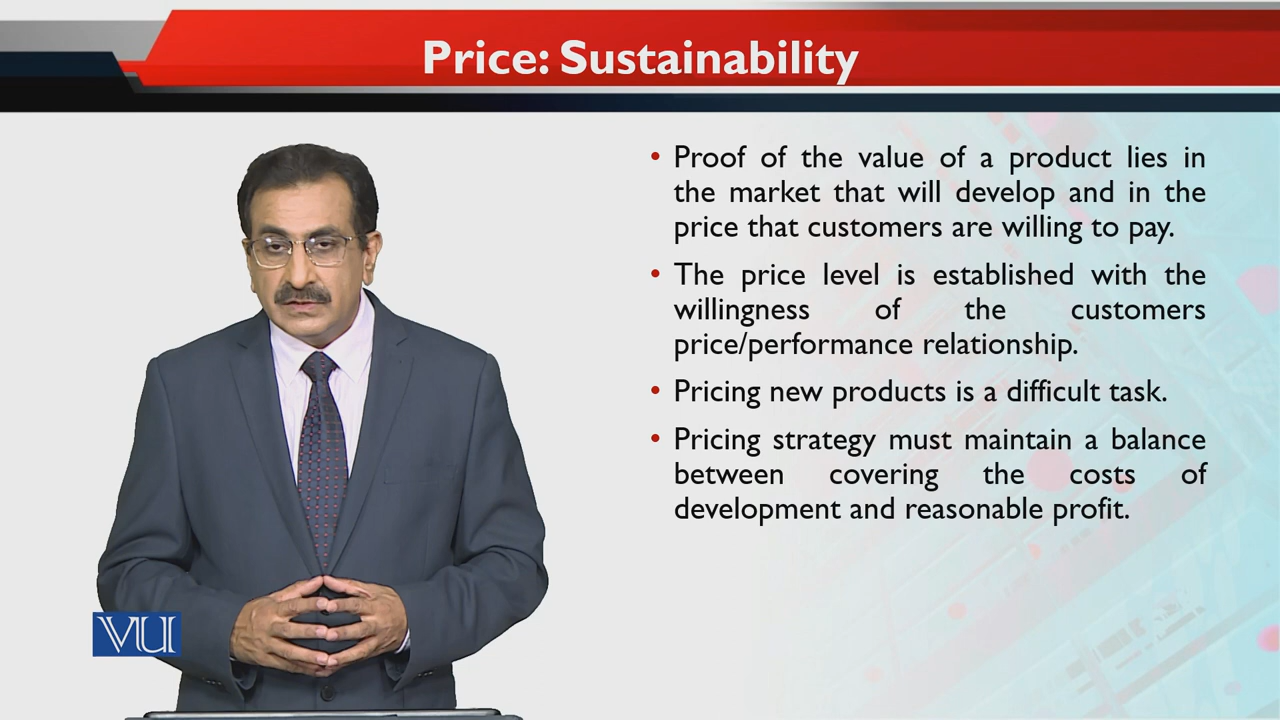 Price: Sustainability
• Proof of the value of a product lies in
the market that will develop and in the
price that customers are willing to pay.
• The price level is established with the
willingness of the customers
price/performance relationship.
• Pricing new products is a difficult task.
• Pricing strategy must maintain a balance
between covering the costs of
development and reasonable profit.
VU